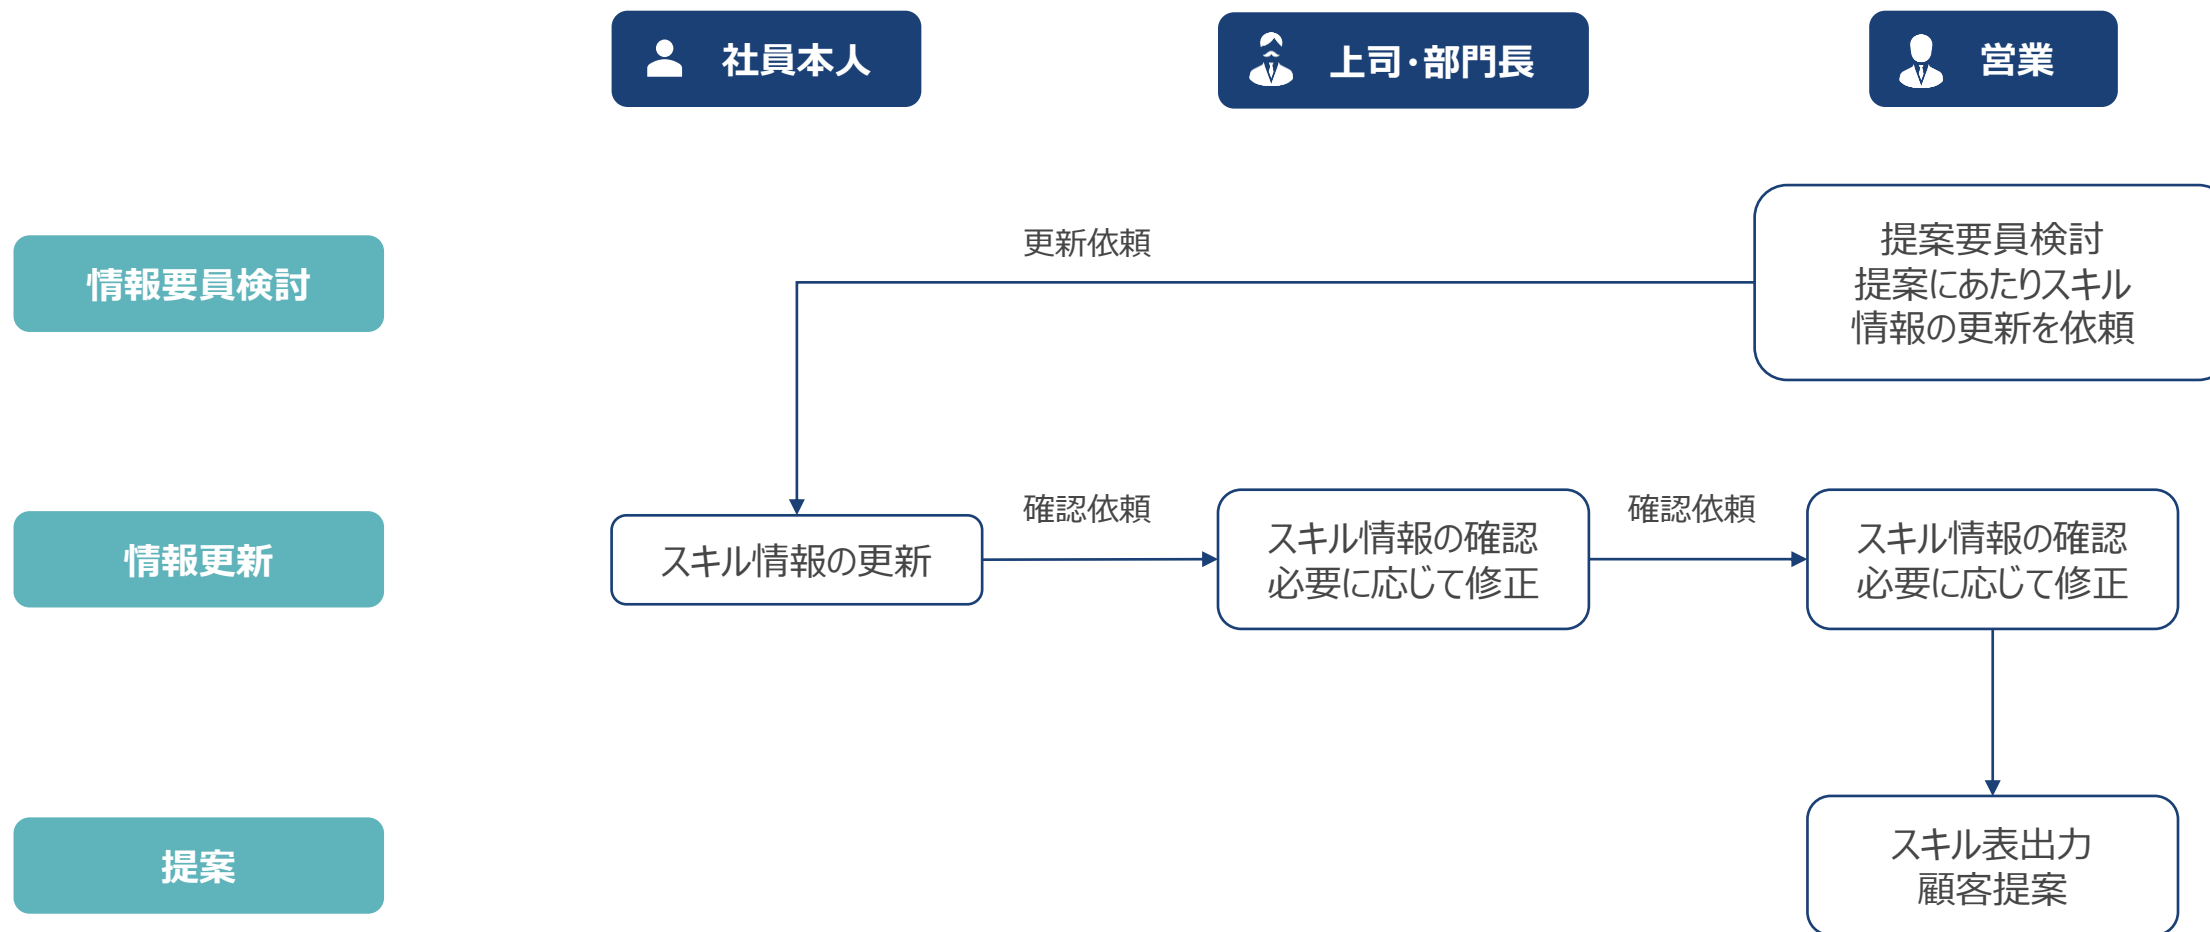 社員本人
上司・部門長
営業
情報要員検討
更新依頼
提案要員検討
提案にあたりスキル
情報の更新を依頼
情報更新
スキル情報の更新
確認依頼
スキル情報の確認
必要に応じて修正
確認依頼
スキル情報の確認
必要に応じて修正
提案
スキル表出力
顧客提案